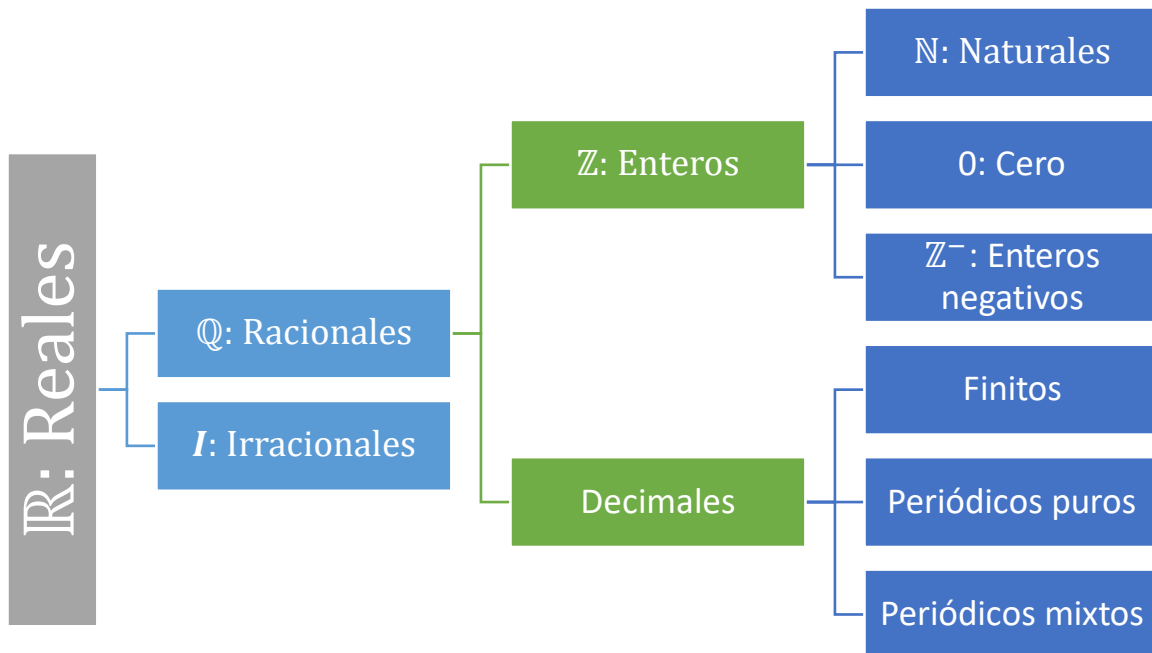 ℝ: Reales
ℚ: Racionales
𝑰: Irracionales
ℤ: Enteros
Decimales
ℕ: Naturales
0: Cero
ℤ⁻: Enteros
negativos
Finitos
Periódicos puros
Periódicos mixtos